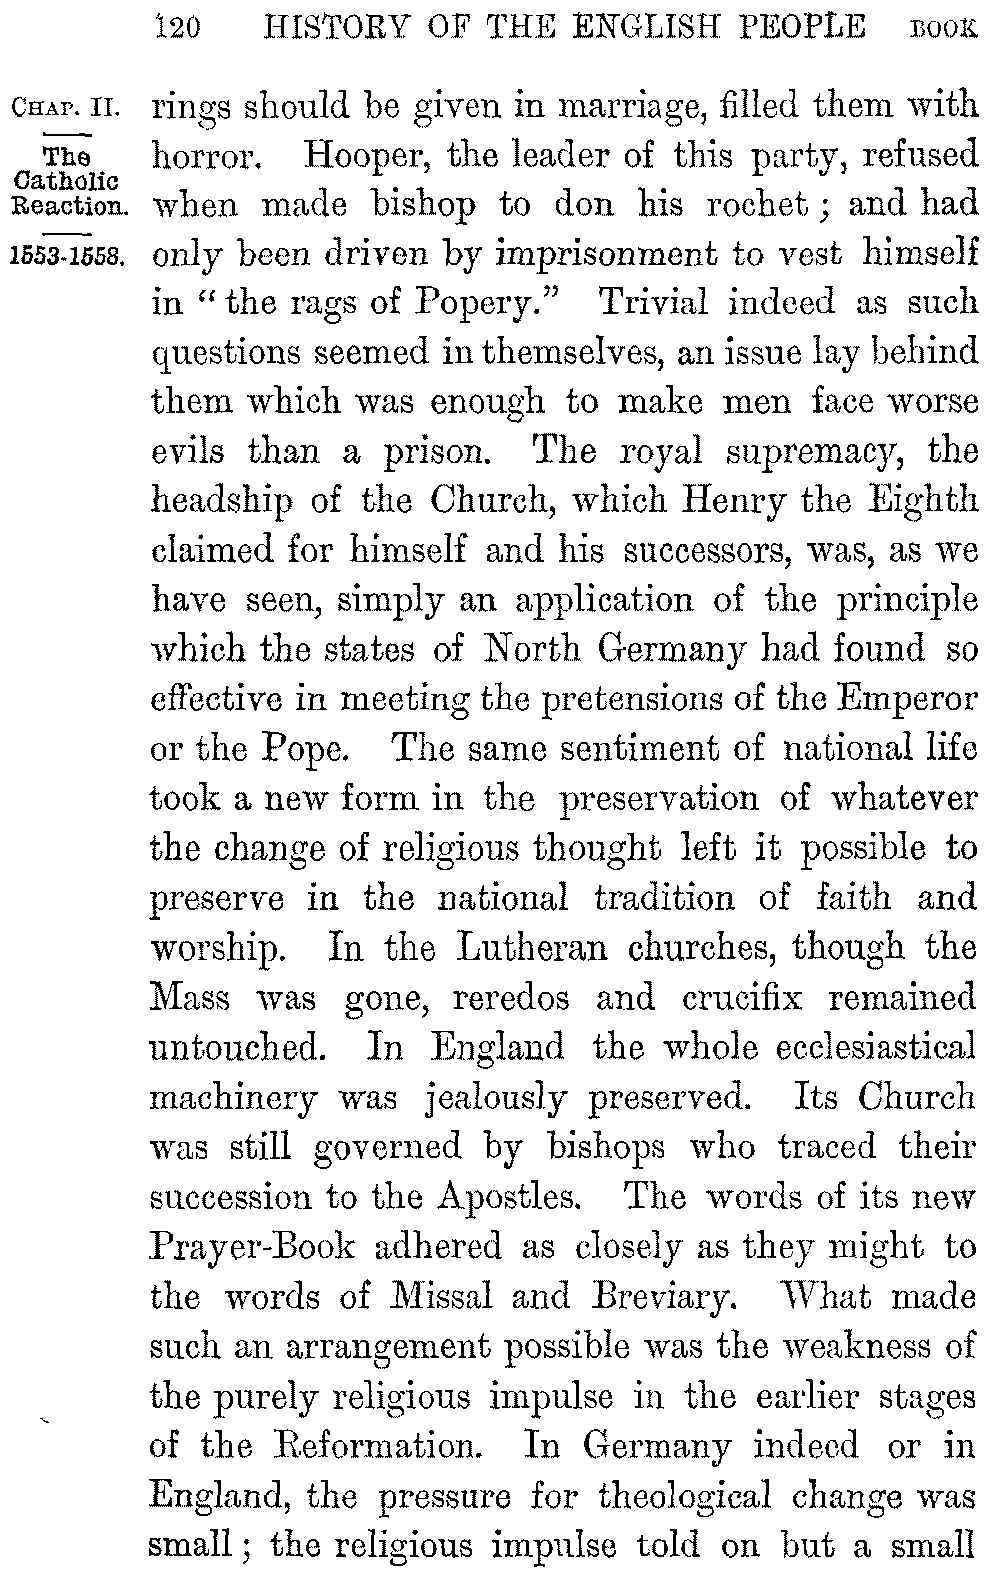 120 HISTORY OF THE ENGLISH PEOPLE BOOK
CHAP. II.
The
Catholic
Reaction.
1553-1558.
rings should be given in marriage, filled them with
horror. Hooper, the leader of this party, refused
when made bishop to don his rochet ; and had
only been driven by imprisonment to vest himself
in “ the rags of Popery.” Trivial indeed as such
questions seemed in themselves, an issue lay behind
them which was enough to make men face worse
evils than a prison. The royal supremacy, the
headship of the Church, which Henry the Eighth
claimed for himself and his successors, was, as we
have seen, simply an application of the principle
which the states of North Germany had found so
effective in meeting the pretensions of the Emperor
or the Pope. The same sentiment of national life
took a new form in the preservation of whatever
the change of religious thought left it possible to
preserve in the national tradition of faith and
worship. In the Lutheran churches, though the
Mass was gone, reredos and crucifix remained
untouched. In England the whole ecclesiastical
machinery was jealously preserved. Its Church
was still governed by bishops who traced their
succession to the Apostles. The words of its new
Prayer-Book adhered as closely as they might to
the words of Missal and Breviary. What made
such an arrangement possible was the weakness of
the purely religious impulse in the earlier stages
of the Reformation. In Germany indeed or in
England, the pressure for theological change was
small ; the religious impulse told on but a small